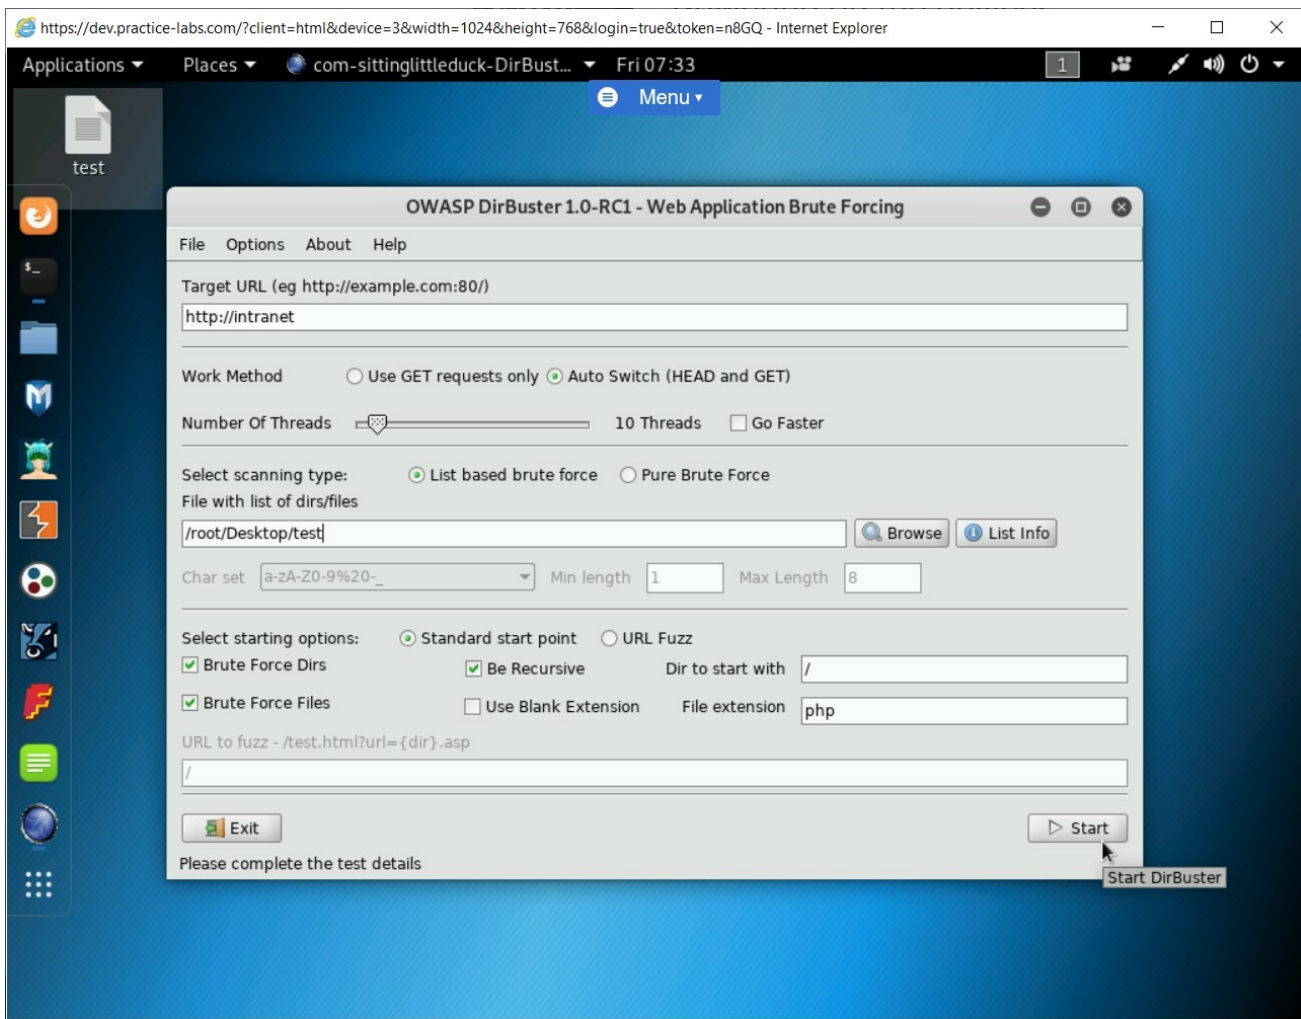 https://dev.practice-labs.com/?client=html&device=3&width=1024&height=768&login=true&token=n8GQ - Internet Explorer
Applications Places com-sittinglittleduck-DirBust... Fri 07:33 1
Menu
test
$_
OWASP DirBuster 1.0-RC1 - Web Application Brute Forcing
File Options About Help
Target URL (eg http://example.com:80/)
http://intranet
Work Method Use GET requests only Auto Switch (HEAD and GET)
Number Of Threads 10 Threads Go Faster
Select scanning type: List based brute force Pure Brute Force
File with list of dirs/files
/root/Desktop/test Browse List Info
Char set a-zA-Z0-9%20-_ Min length 1 Max Length 8
Select starting options: Standard start point URL Fuzz
Brute Force Dirs Be Recursive Dir to start with /
Brute Force Files Use Blank Extension File extension php
URL to fuzz - /test.html?url={dir}.asp
/
Exit Start
Please complete the test details
Start DirBuster